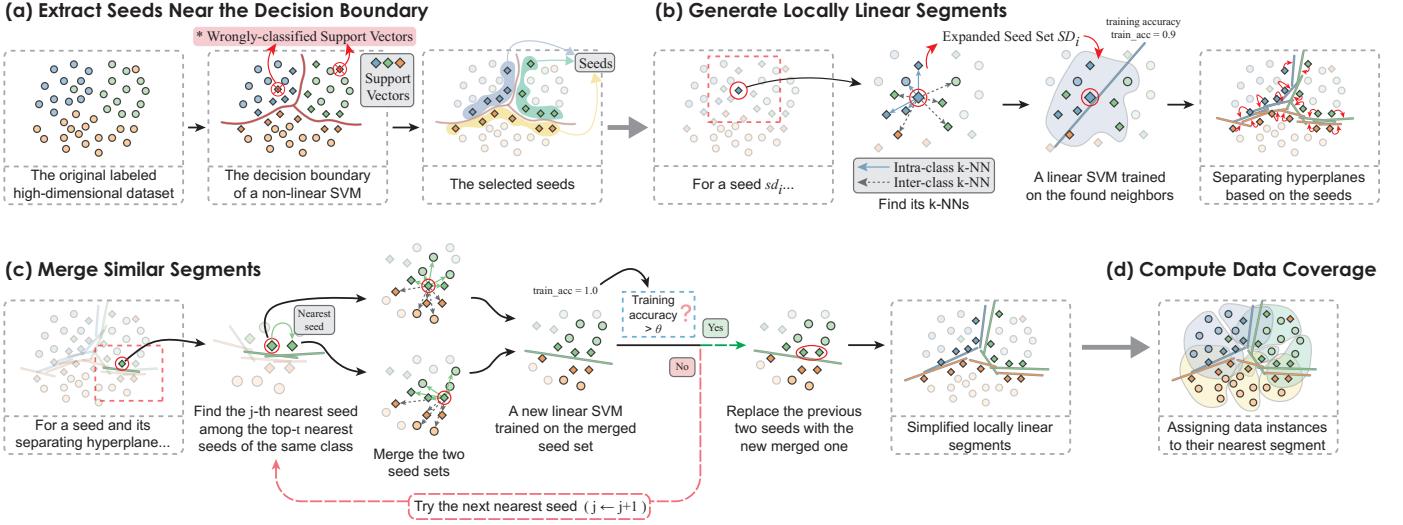 (a) Extract Seeds Near the Decision Boundary
* Wrongly-classified Support Vectors
Support
Vectors
Seeds
The original labeled
high-dimensional dataset
The decision boundary
of a non-linear SVM
The selected seeds
(b) Generate Locally Linear Segments
Expanded Seed Set SD_i
training accuracy
train_acc = 0.9
For a seed sd_i...
Intra-class k-NN
Inter-class k-NN
Find its k-NNs
A linear SVM trained
on the found neighbors
Separating hyperplanes
based on the seeds
(c) Merge Similar Segments
Nearest
seed
train_acc = 1.0
Training
accuracy
> θ
?
Yes
No
For a seed and its
separating hyperplane...
Find the j-th nearest seed
among the top-t nearest
seeds of the same class
Merge the two
seed sets
A new linear SVM
trained on the merged
seed set
Replace the previous
two seeds with the
new merged one
Simplified locally linear
segments
Try the next nearest seed ( j ← j+1 )
(d) Compute Data Coverage
Assigning data instances
to their nearest segment